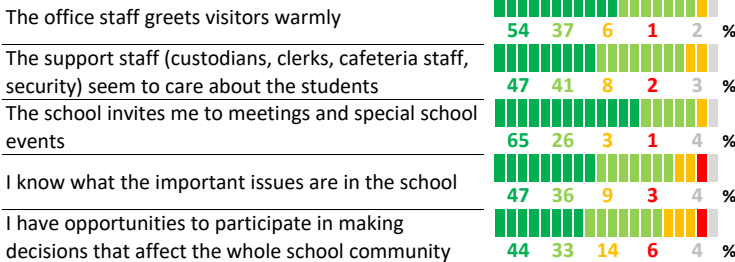 The office staff greets visitors warmly
54 37 6 1 2 %
The support staff (custodians, clerks, cafeteria staff,
security) seem to care about the students
47 41 8 2 3 %
The school invites me to meetings and special school
events
65 26 3 1 4 %
I know what the important issues are in the school
47 36 9 3 4 %
I have opportunities to participate in making
decisions that affect the whole school community
44 33 14 6 4 %